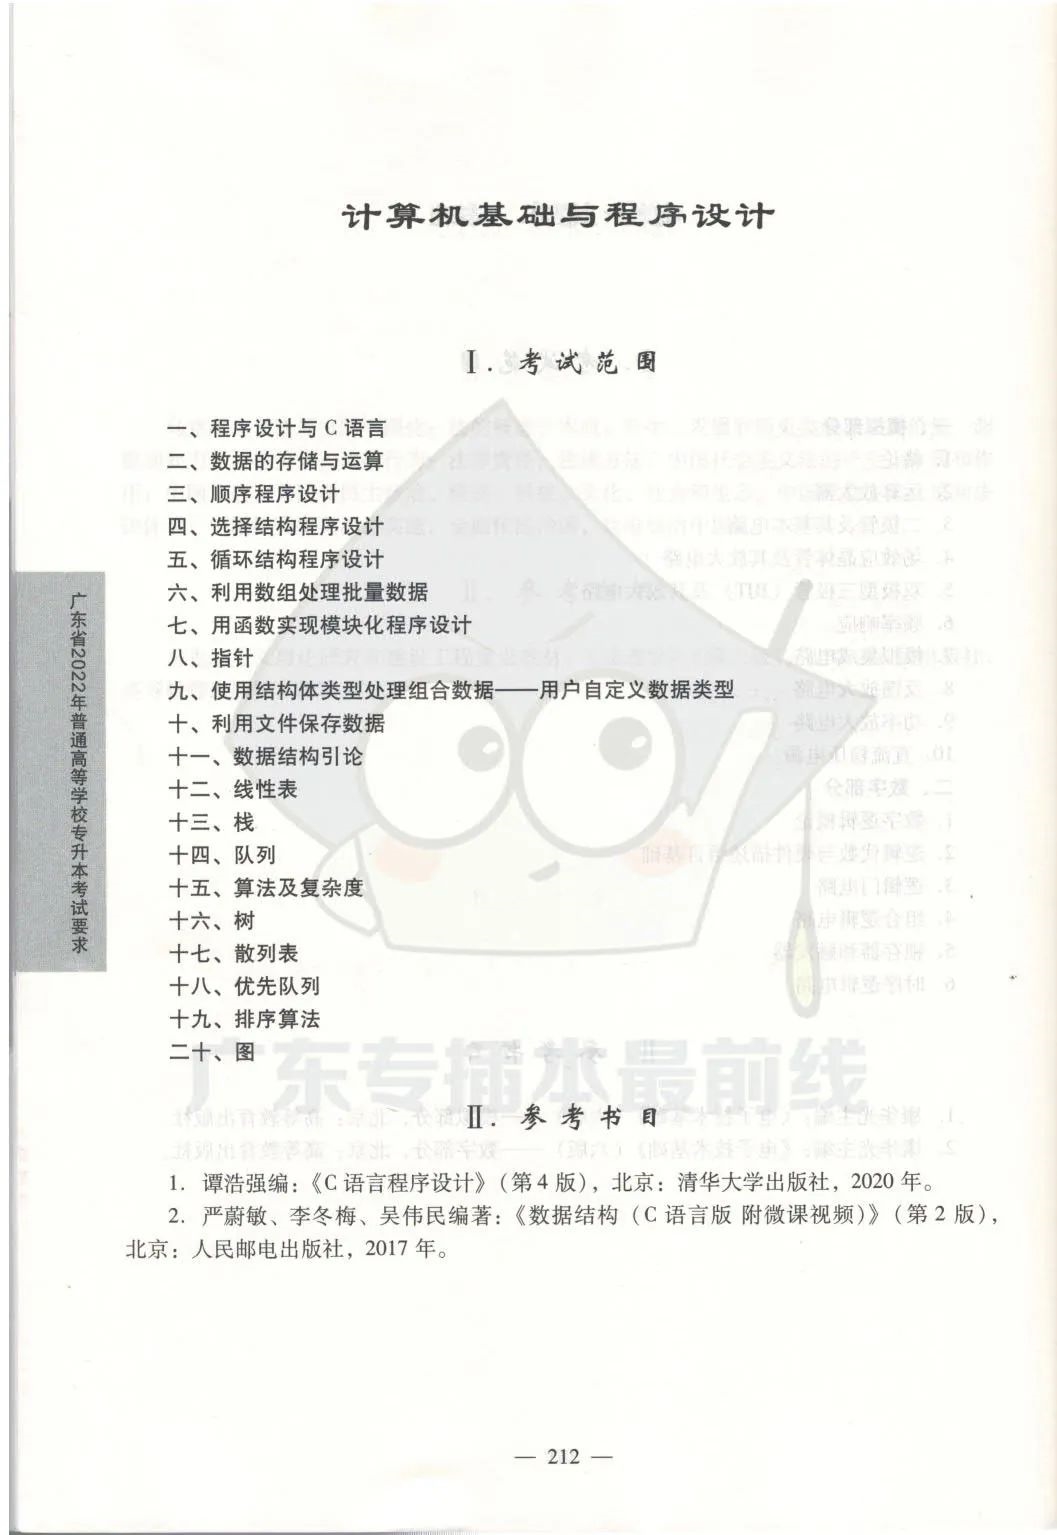 计算机基础与程序设计
Ⅰ. 考试范围
一、程序设计与 C 语言
二、数据的存储与运算
三、顺序程序设计
四、选择结构程序设计
五、循环结构程序设计
六、利用数组处理批量数据
七、用函数实现模块化程序设计
八、指针
九、使用结构体类型处理组合数据——用户自定义数据类型
十、利用文件保存数据
十一、数据结构引论
十二、线性表
十三、栈
十四、队列
十五、算法及复杂度
十六、树
十七、散列表
十八、优先队列
十九、排序算法
二十、图
广东专插本最前线
Ⅱ. 参考书目
1. 谭浩强编：《C 语言程序设计》（第 4 版），北京：清华大学出版社，2020 年。
2. 严蔚敏、李冬梅、吴伟民编著：《数据结构（C 语言版 附微课视频）》（第 2 版），
北京：人民邮电出版社，2017 年。
广东省2022年普通高等学校专升本考试要求
— 212 —